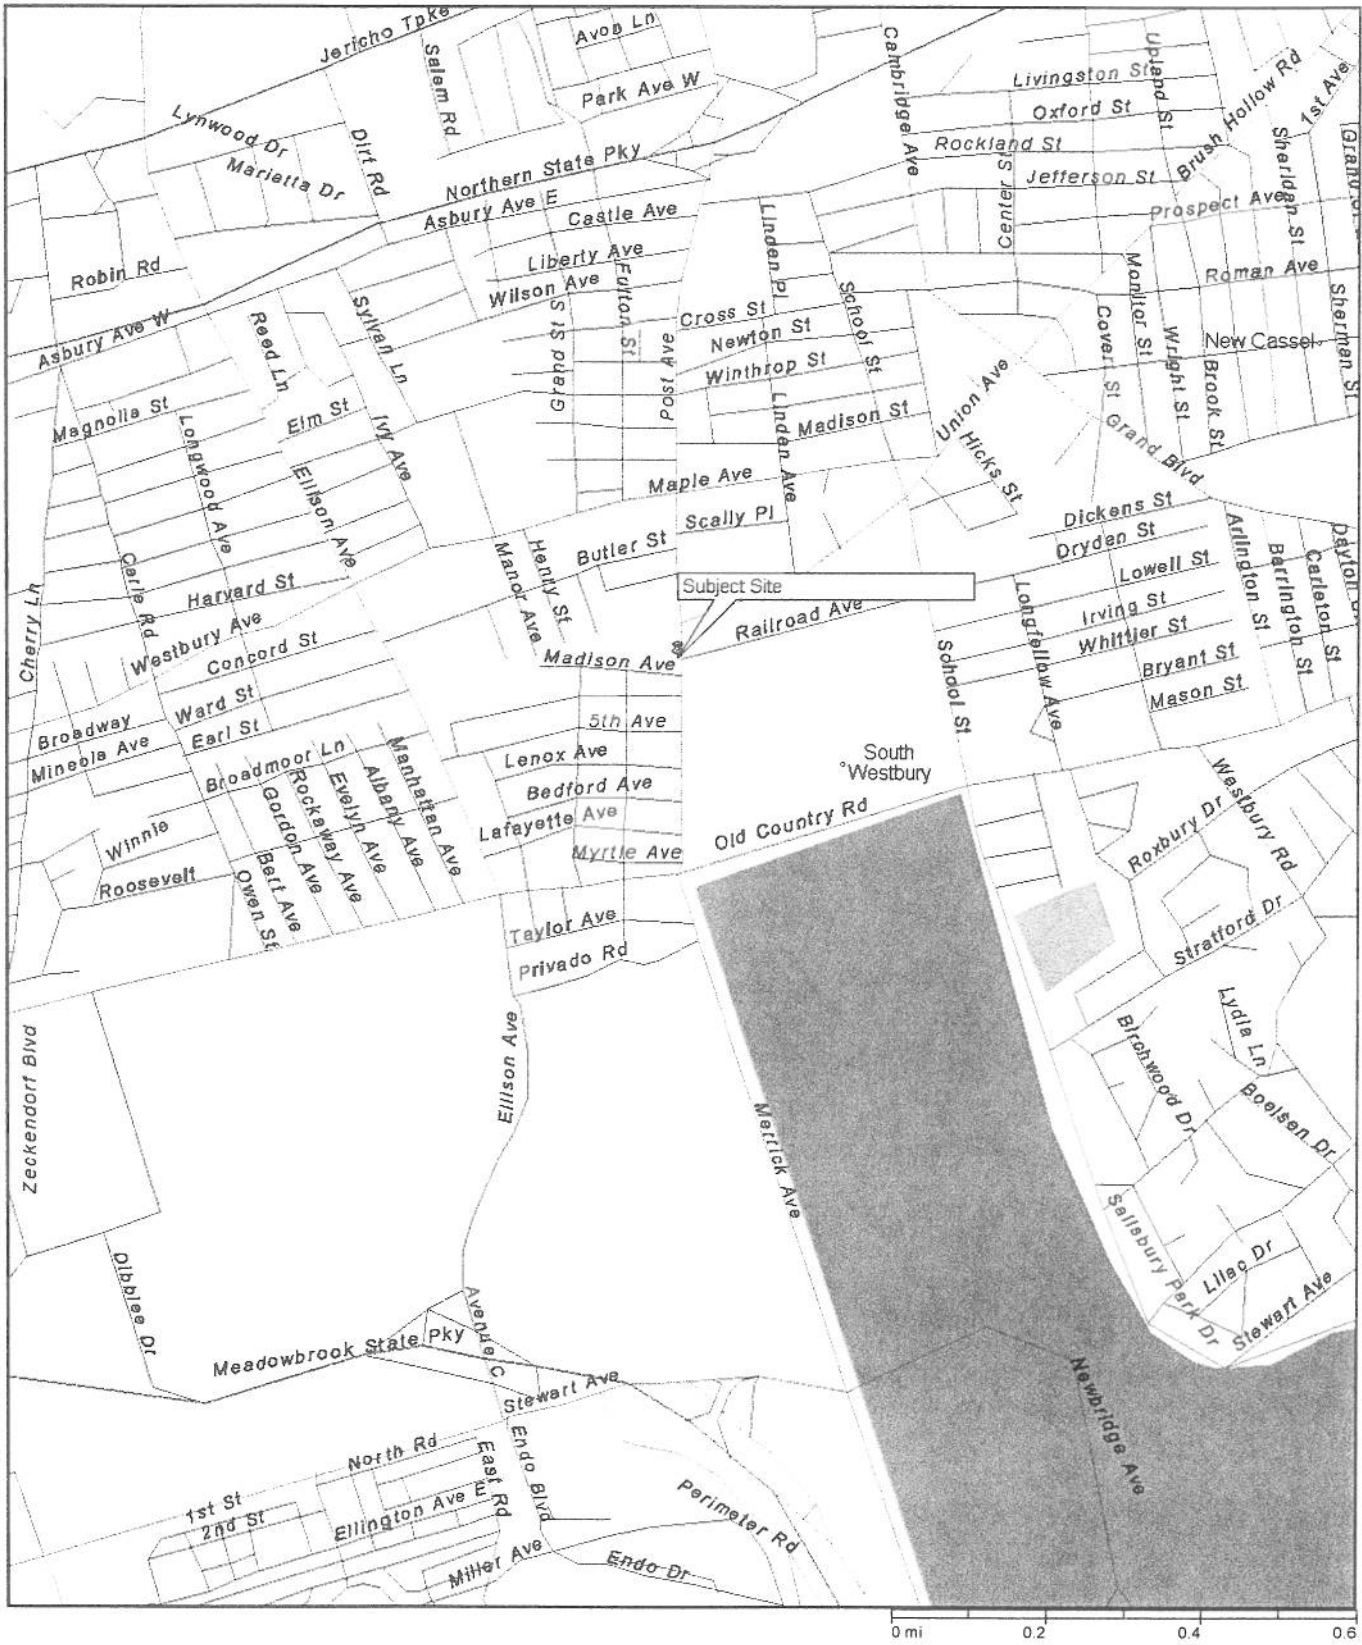 Jericho Tpke
Salem Rd
Avon Ln
Park Ave W
Cambridge Ave
Livingston St
Upland St
Brush Hollow Rd
1st Ave
Oxford St
Rockland St
Jefferson St
Center St
Prospect Ave
Sheridan St
Lynwood Dr
Marietta Dr
Dirt Rd
Northern State Pky
Asbury Ave E
Castle Ave
Liberty Ave
Wilson Ave
Fulton St
Grand St S
Post Ave
Linden Pl
School St
Cross St
Newton St
Winthrop St
Madison St
Linden Ave
Robin Rd
Asbury Ave W
Reed Ln
Sylvan Ln
Monitor St
Roman Ave
Covert St
Wright St
Brook St
New Cassel
Sherman St
Union Ave
Hicks St
Grand Blvd
Magnolia St
Longwood Ave
Elm St
Ivy Ave
Ellison Ave
Maple Ave
Scally Pl
Butler St
Henry St
Manor Ave
Dickens St
Dryden St
Lowell St
Irving St
Whittier St
Bryant St
Mason St
Arlington St
Barrington St
Carleton St
Longfellow Ave
Cherry Ln
Carle Rd
Harvard St
Westbury Ave
Concord St
Ward St
Earl St
Broadway
Mineola Ave
Subject Site
8
Railroad Ave
Madison Ave
School St
5th Ave
Lenox Ave
Bedford Ave
Lafayette Ave
Myrtle Ave
South
Westbury
Old Country Rd
Broadmoor Ln
Manhattan Ave
Albany Ave
Evelyn Ave
Rockaway Ave
Gordon Ave
Bert Ave
Owen St
Winnie
Roosevelt
Westbury Rd
Roxbury Dr
Stratford Dr
Taylor Ave
Privado Rd
Ellison Ave
Zeckendorf Blvd
Merrick Ave
Lydia Ln
Birchwood Dr
Boelsen Dr
Salisbury Park Dr
Lilac Dr
Stewart Ave
Dibblee Dr
Avenue C
Meadowbrook State Pky
Stewart Ave
Newbridge Ave
North Rd
East Rd
Endo Blvd
1st St
2nd St
Ellington Ave E
Perimeter Rd
Miller Ave
Endo Dr
0 mi
0.2
0.4
0.6